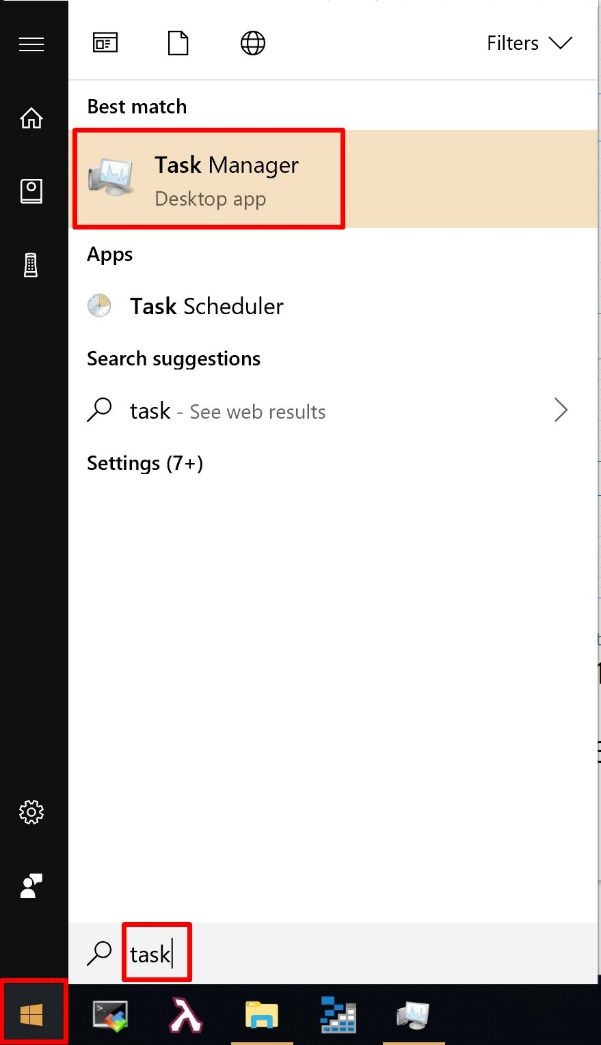 Filters
Best match
Task Manager
Desktop app
Apps
Task Scheduler
Search suggestions
task - See web results
Settings (7+)
task